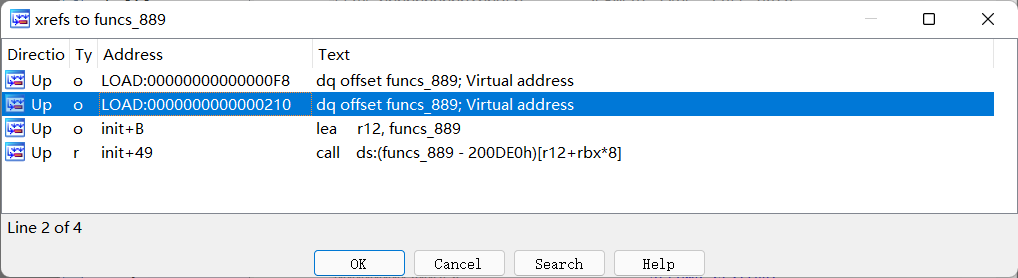 xrefs to funcs_889
Directio Ty Address Text
Up o LOAD:00000000000000F8 dq offset funcs_889; Virtual address
Up o LOAD:0000000000000210 dq offset funcs_889; Virtual address
Up o init+B lea r12, funcs_889
Up r init+49 call ds:(funcs_889 - 200DE0h)[r12+rbx*8]
Line 2 of 4
OK Cancel Search Help